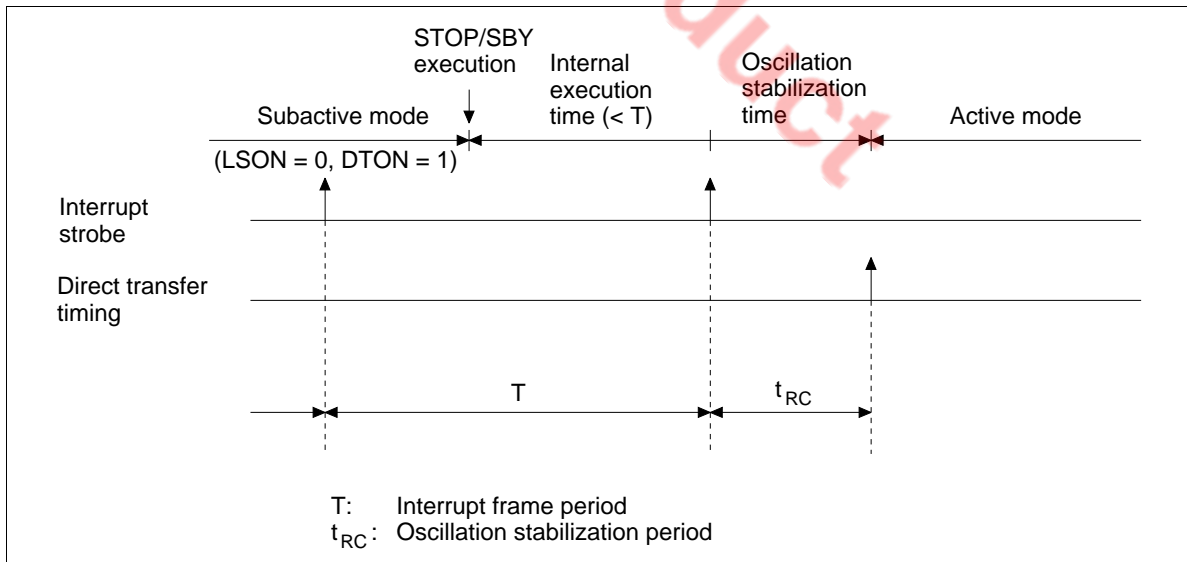 STOP/SBY
execution
Internal
execution
time (< T)
Oscillation
stabilization
time
Subactive mode
Active mode
(LSON = 0, DTON = 1)
Interrupt
strobe
Direct transfer
timing
T
tRC
T: Interrupt frame period
tRC: Oscillation stabilization period
duct